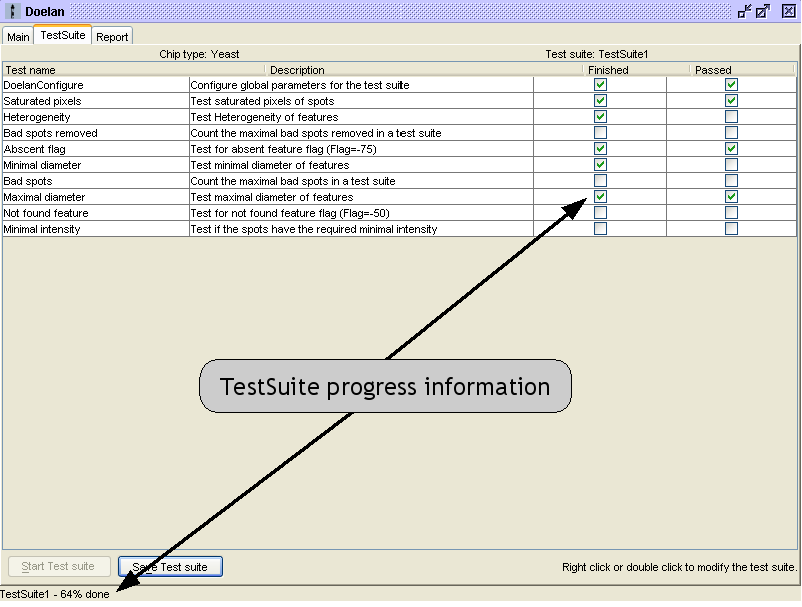 Doelan
Main TestSuite Report
Chip type: Yeast Test suite: TestSuite1
Test name Description Finished Passed
DoelanConfigure Configure global parameters for the test suite
Saturated pixels Test saturated pixels of spots
Heterogeneity Test Heterogeneity of features
Bad spots removed Count the maximal bad spots removed in a test suite
Abscent flag Test for absent feature flag (Flag=-75)
Minimal diameter Test minimal diameter of features
Bad spots Count the maximal bad spots in a test suite
Maximal diameter Test maximal diameter of features
Not found feature Test for not found feature flag (Flag=-50)
Minimal intensity Test if the spots have the required minimal intensity
TestSuite progress information
Start Test suite Save Test suite Right click or double click to modify the test suite.
TestSuite1 - 64% done